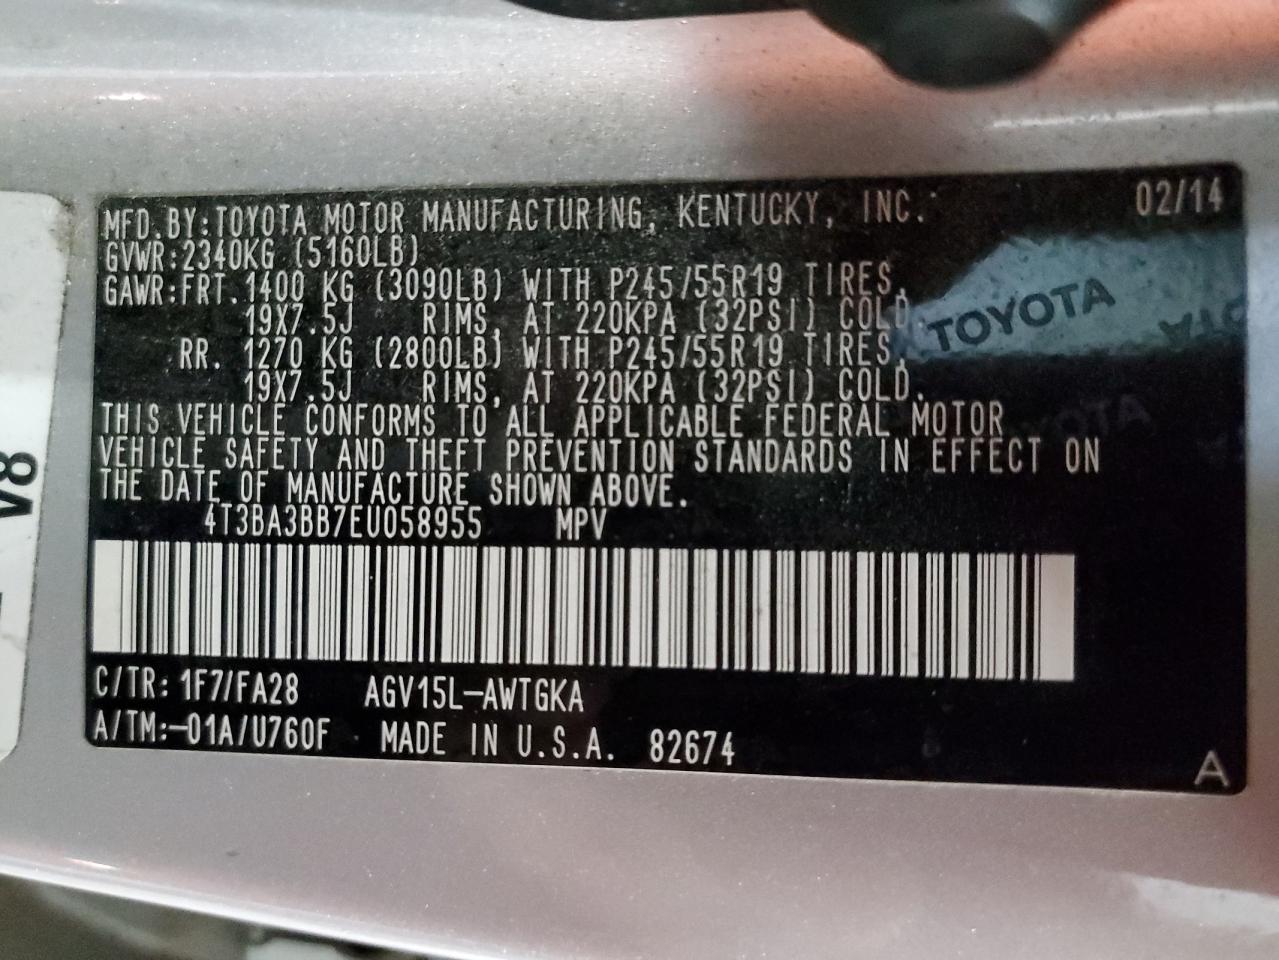 MFD.BY:TOYOTA MOTOR MANUFACTURING, KENTUCKY, INC. 02/14
GVWR:2340KG (5160LB)
GAWR:FRT.1400 KG (3090LB) WITH P245/55R19 TIRES,
19X7.5J RIMS, AT 220KPA (32PSI) COLD.
RR. 1270 KG (2800LB) WITH P245/55R19 TIRES,
19X7.5J RIMS, AT 220KPA (32PSI) COLD.
TOYOTA
THIS VEHICLE CONFORMS TO ALL APPLICABLE FEDERAL MOTOR
VEHICLE SAFETY AND THEFT PREVENTION STANDARDS IN EFFECT ON
THE DATE OF MANUFACTURE SHOWN ABOVE.
4T3BA3BB7EU058955 MPV
C/TR: 1F7/FA28 AGV15L-AWTGKA
A/TM:-01A/U760F MADE IN U.S.A. 82674
A